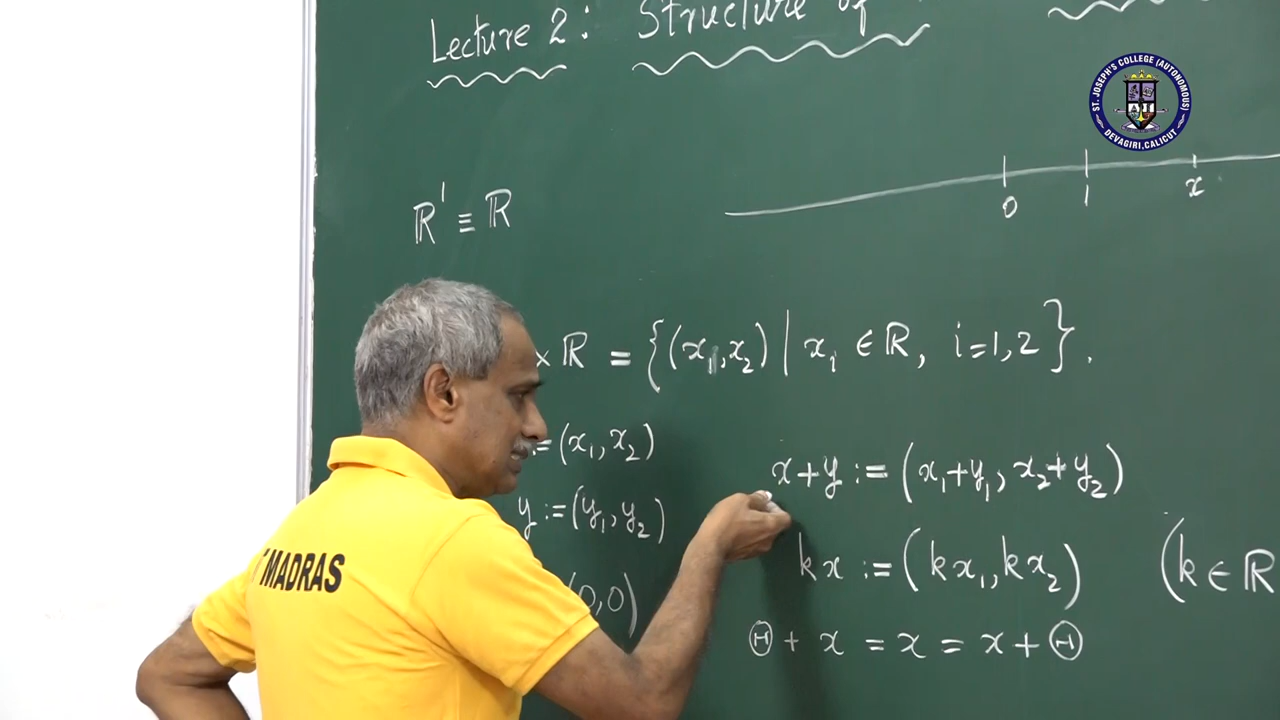 Lecture 2: Structure of
ST. JOSEPH'S COLLEGE (AUTONOMOUS)
DEVAGIRI, CALICUT
0 1 x
ℝ¹ ≡ ℝ
× ℝ = {(x₁, x₂) | xᵢ ∈ ℝ, i=1,2}.
:= (x₁, x₂)
x+y := (x₁+y₁, x₂+y₂)
y := (y₁, y₂)
kx := (kx₁, kx₂) (k ∈ ℝ
(0,0)
Ⓗ + x = x = x + Ⓗ
MADRAS